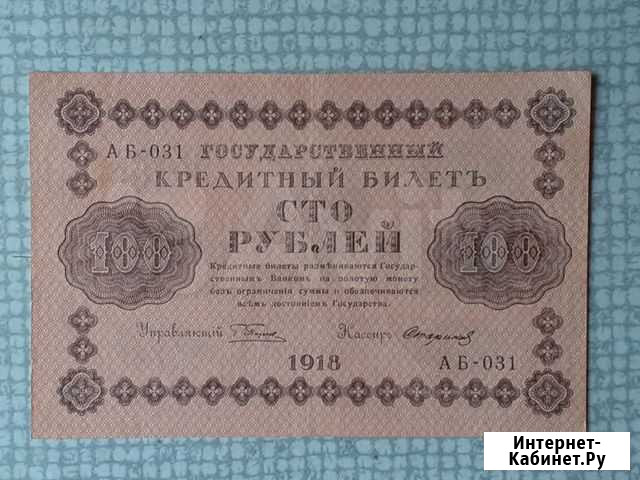 АБ-031 ГОСУДАРСТВЕННЫЙ
КРЕДИТНЫЙ БИЛЕТЪ
СТО
РУБЛЕЙ
100
100
Кредитные билеты размѣниваются Государ-
ственнымъ Банкомъ на золотую монету
безъ ограниченія суммы и обезпечиваются
всѣмъ достояніемъ Государства.
Управляющій
Кассиръ
1918
АБ-031
Интернет-
Кабинет.Ру